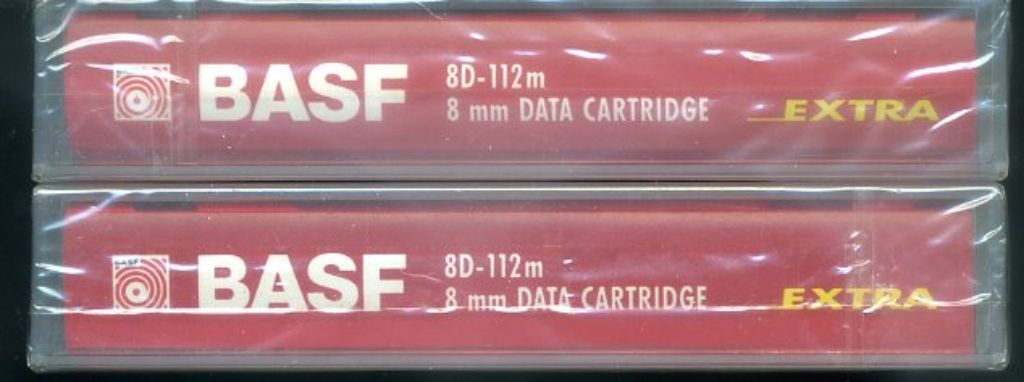 BASF
8D-112m
8 mm DATA CARTRIDGE
EXTRA
BASF
BASF
8D-112m
8 mm DATA CARTRIDGE
EXTRA